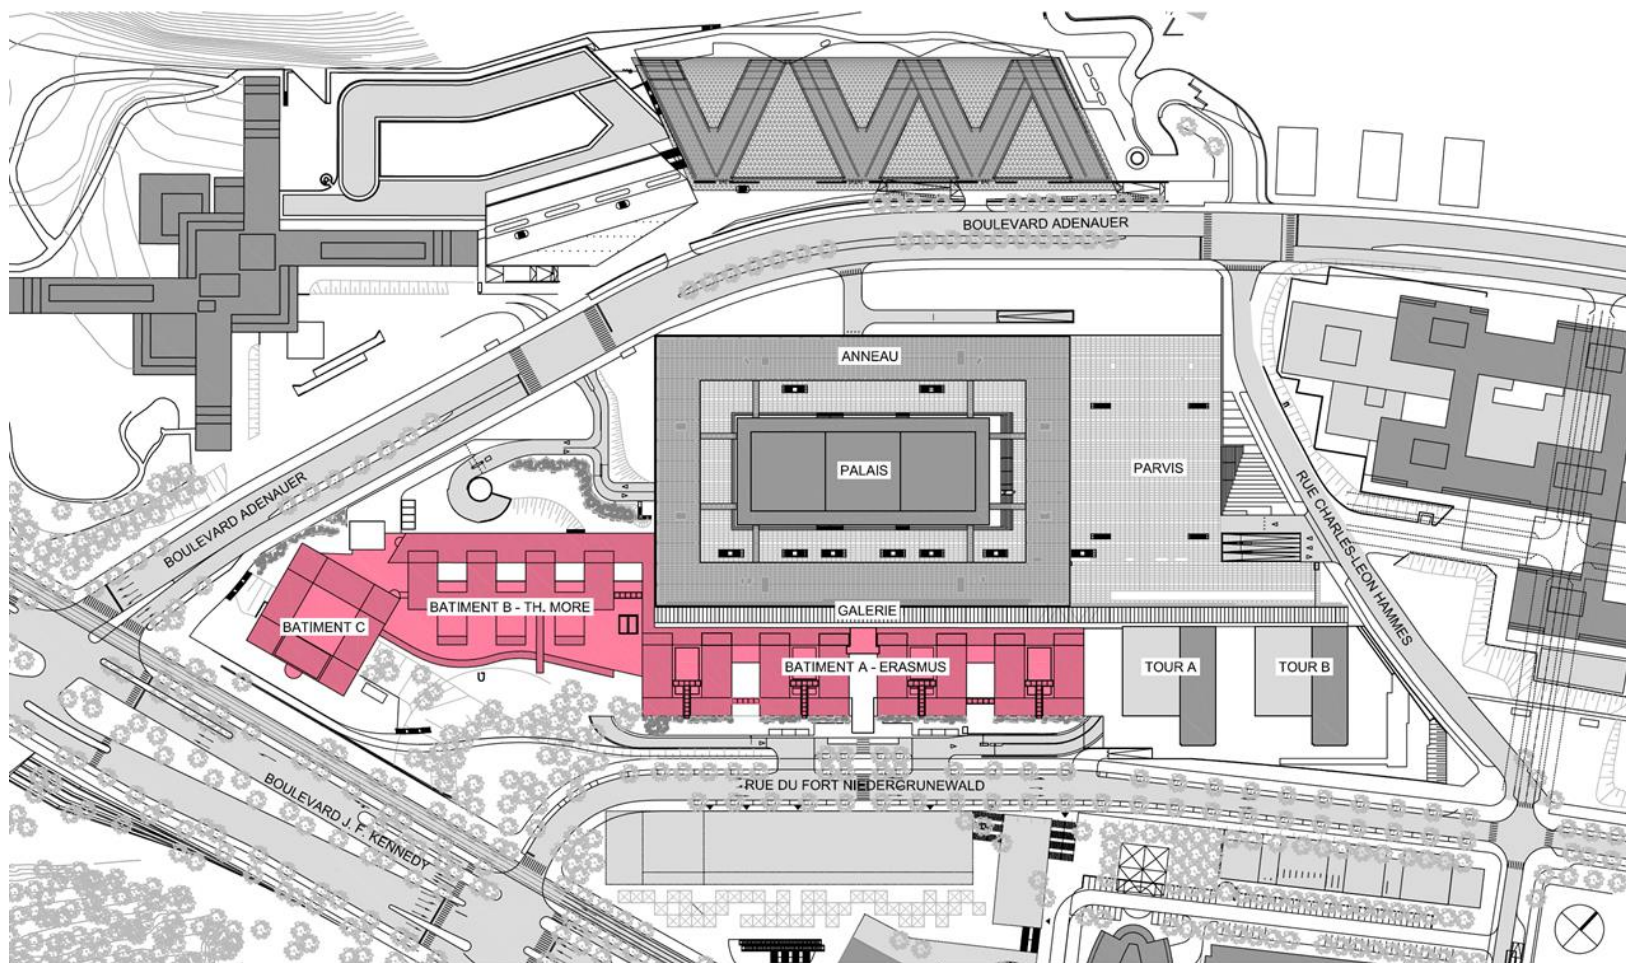 BOULEVARD ADENAUER
ANNEAU
PALAIS
PARVIS
RUE CHARLES-LEON HAMMES
BOULEVARD ADENAUER
GALERIE
BATIMENT B - TH. MORE
BATIMENT C
BATIMENT A - ERASMUS
TOUR A
TOUR B
RUE DU FORT NIEDERGRUNEWALD
BOULEVARD J. F. KENNEDY